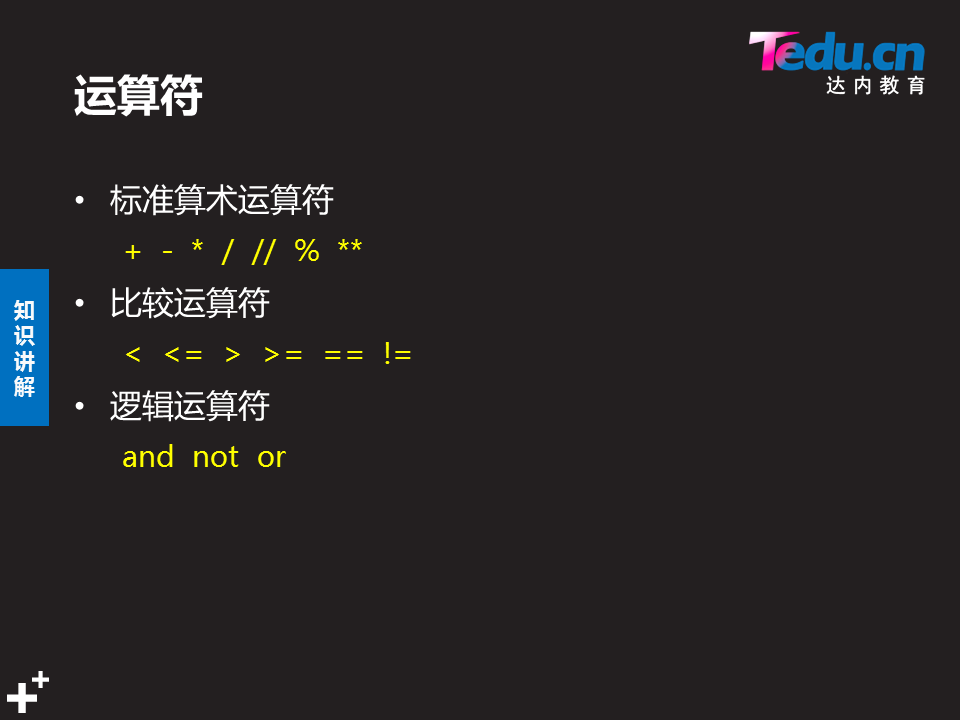 Tedu.cn
达内教育
运算符
• 标准算术运算符
+ - * / // % **
• 比较运算符
< <= > >= == !=
• 逻辑运算符
and not or
知识讲解